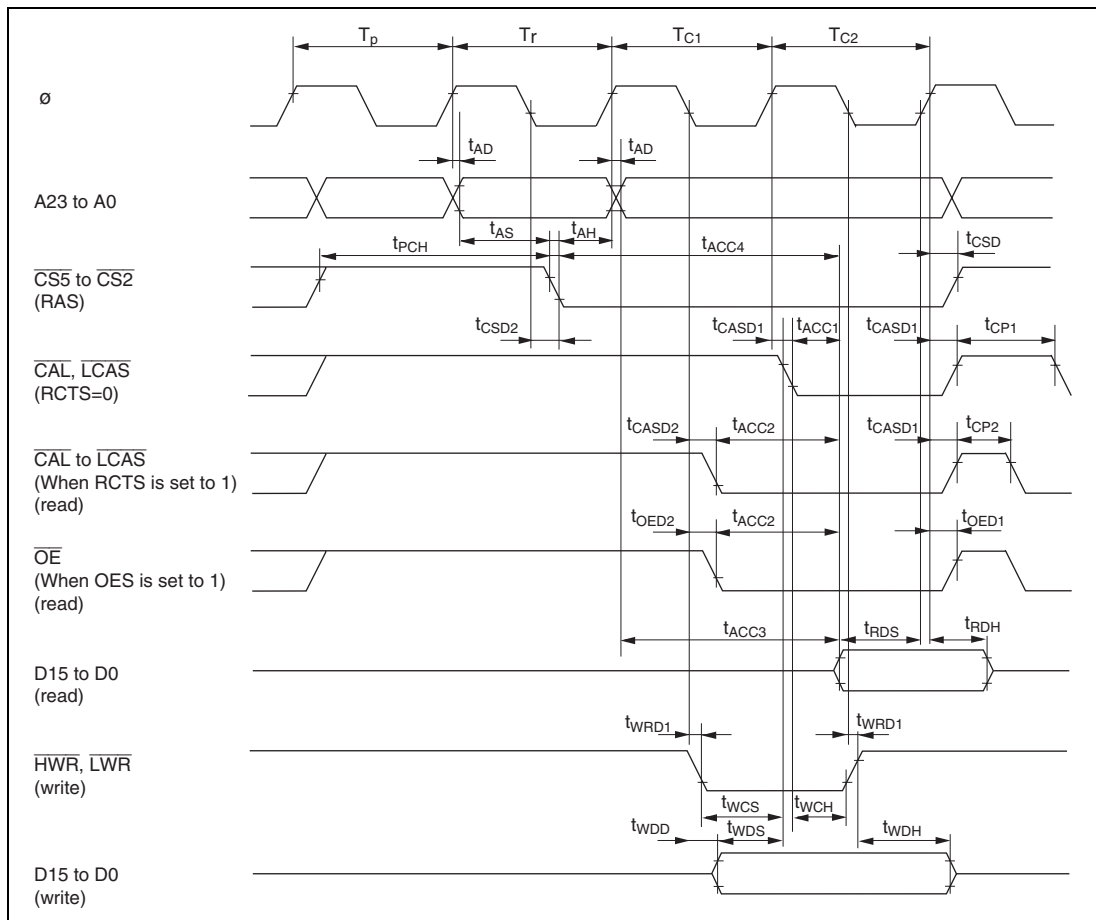 Tp Tr TC1 TC2
ø
tAD tAD
A23 to A0
tAS tAH
tPCH tACC4 tCSD
CS5 to CS2
(RAS)
tCSD2 tCASD1 tACC1 tCASD1 tCP1
CAL, LCAS
(RCTS=0)
tCASD2 tACC2 tCASD1 tCP2
CAL to LCAS
(When RCTS is set to 1)
(read)
tOED2 tACC2 tOED1
OE
(When OES is set to 1)
(read)
tACC3 tRDS tRDH
D15 to D0
(read)
tWRD1 tWRD1
HWR, LWR
(write)
tWCS tWCH
tWDD tWDS tWDH
D15 to D0
(write)